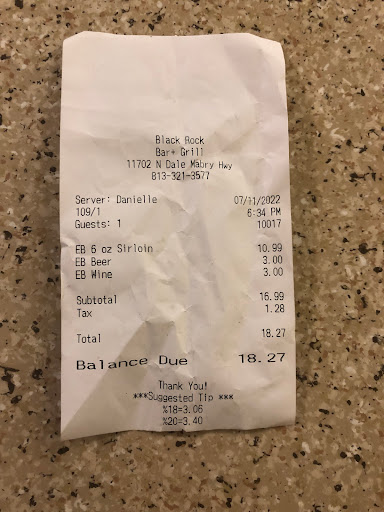 Black Rock
Bar+ Grill
11702 N Dale Mabry Hwy
813-321-3577
Server: Danielle 07/11/2022
109/1 6:34 PM
Guests: 1 10017
EB 6 oz Sirloin 10.99
EB Beer 3.00
EB Wine 3.00
Subtotal 16.99
Tax 1.28
Total 18.27
Balance Due 18.27
Thank You!
***Suggested Tip ***
%18=3.06
%20=3.40